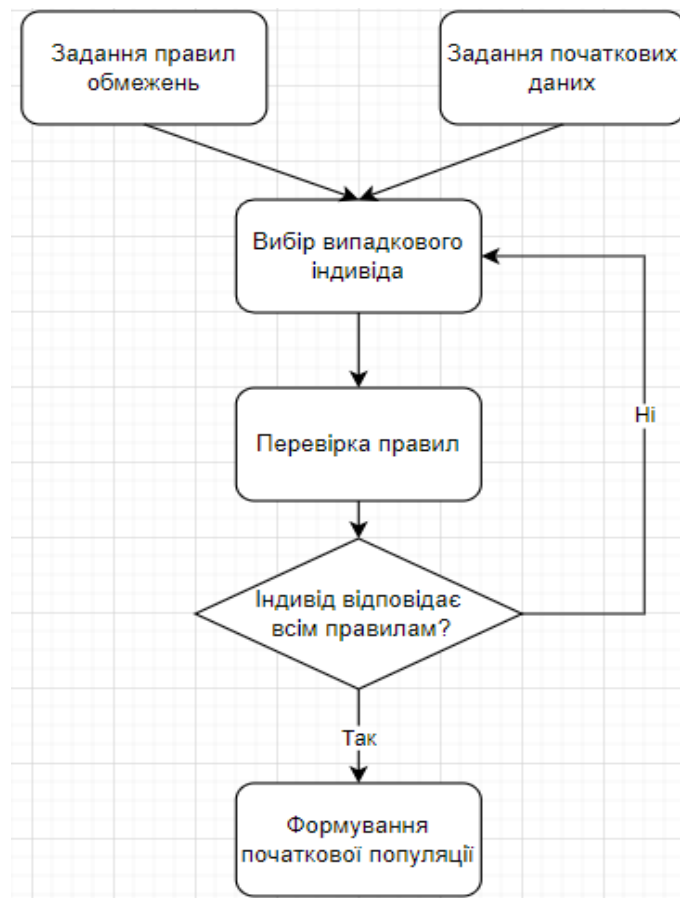 Задання правил
обмежень
Задання початкових
даних
Вибір випадкового
індивіда
Перевірка правил
Ні
Індивід відповідає
всім правилам?
Так
Формування
початкової популяції